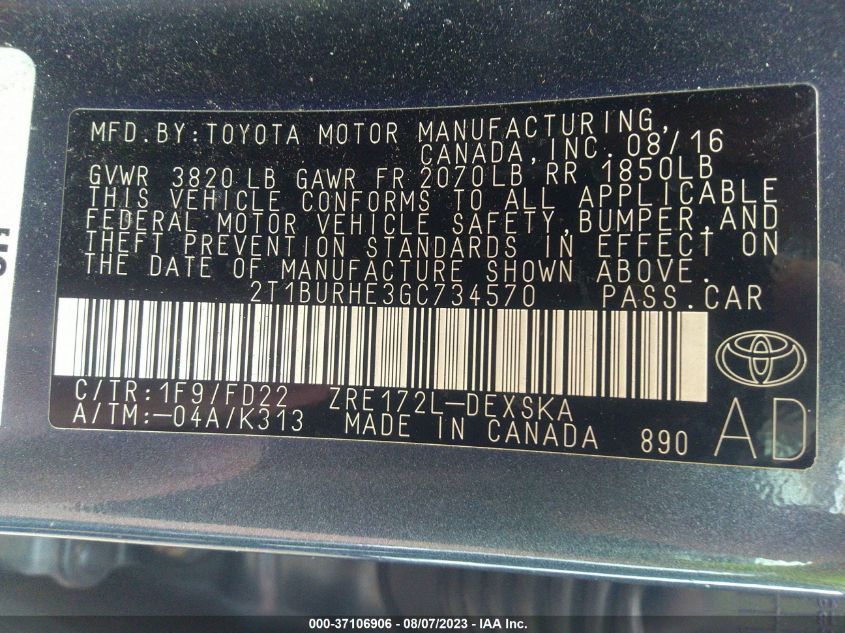 MFD.BY:TOYOTA MOTOR MANUFACTURING,
CANADA,INC. 08/16
GVWR 3820 LB GAWR FR 2070LB RR 1850LB
THIS VEHICLE CONFORMS TO ALL APPLICABLE
FEDERAL MOTOR VEHICLE SAFETY,BUMPER,AND
THEFT PREVENTION STANDARDS IN EFFECT ON
THE DATE OF MANUFACTURE SHOWN ABOVE.
2T1BURHE3GC734570 PASS.CAR
C/TR:1F9/FD22 ZRE172L-DEXSKA
A/TM:-04A/K313 MADE IN CANADA 890 AD
000-37106906 - 08/07/2023 - IAA Inc.